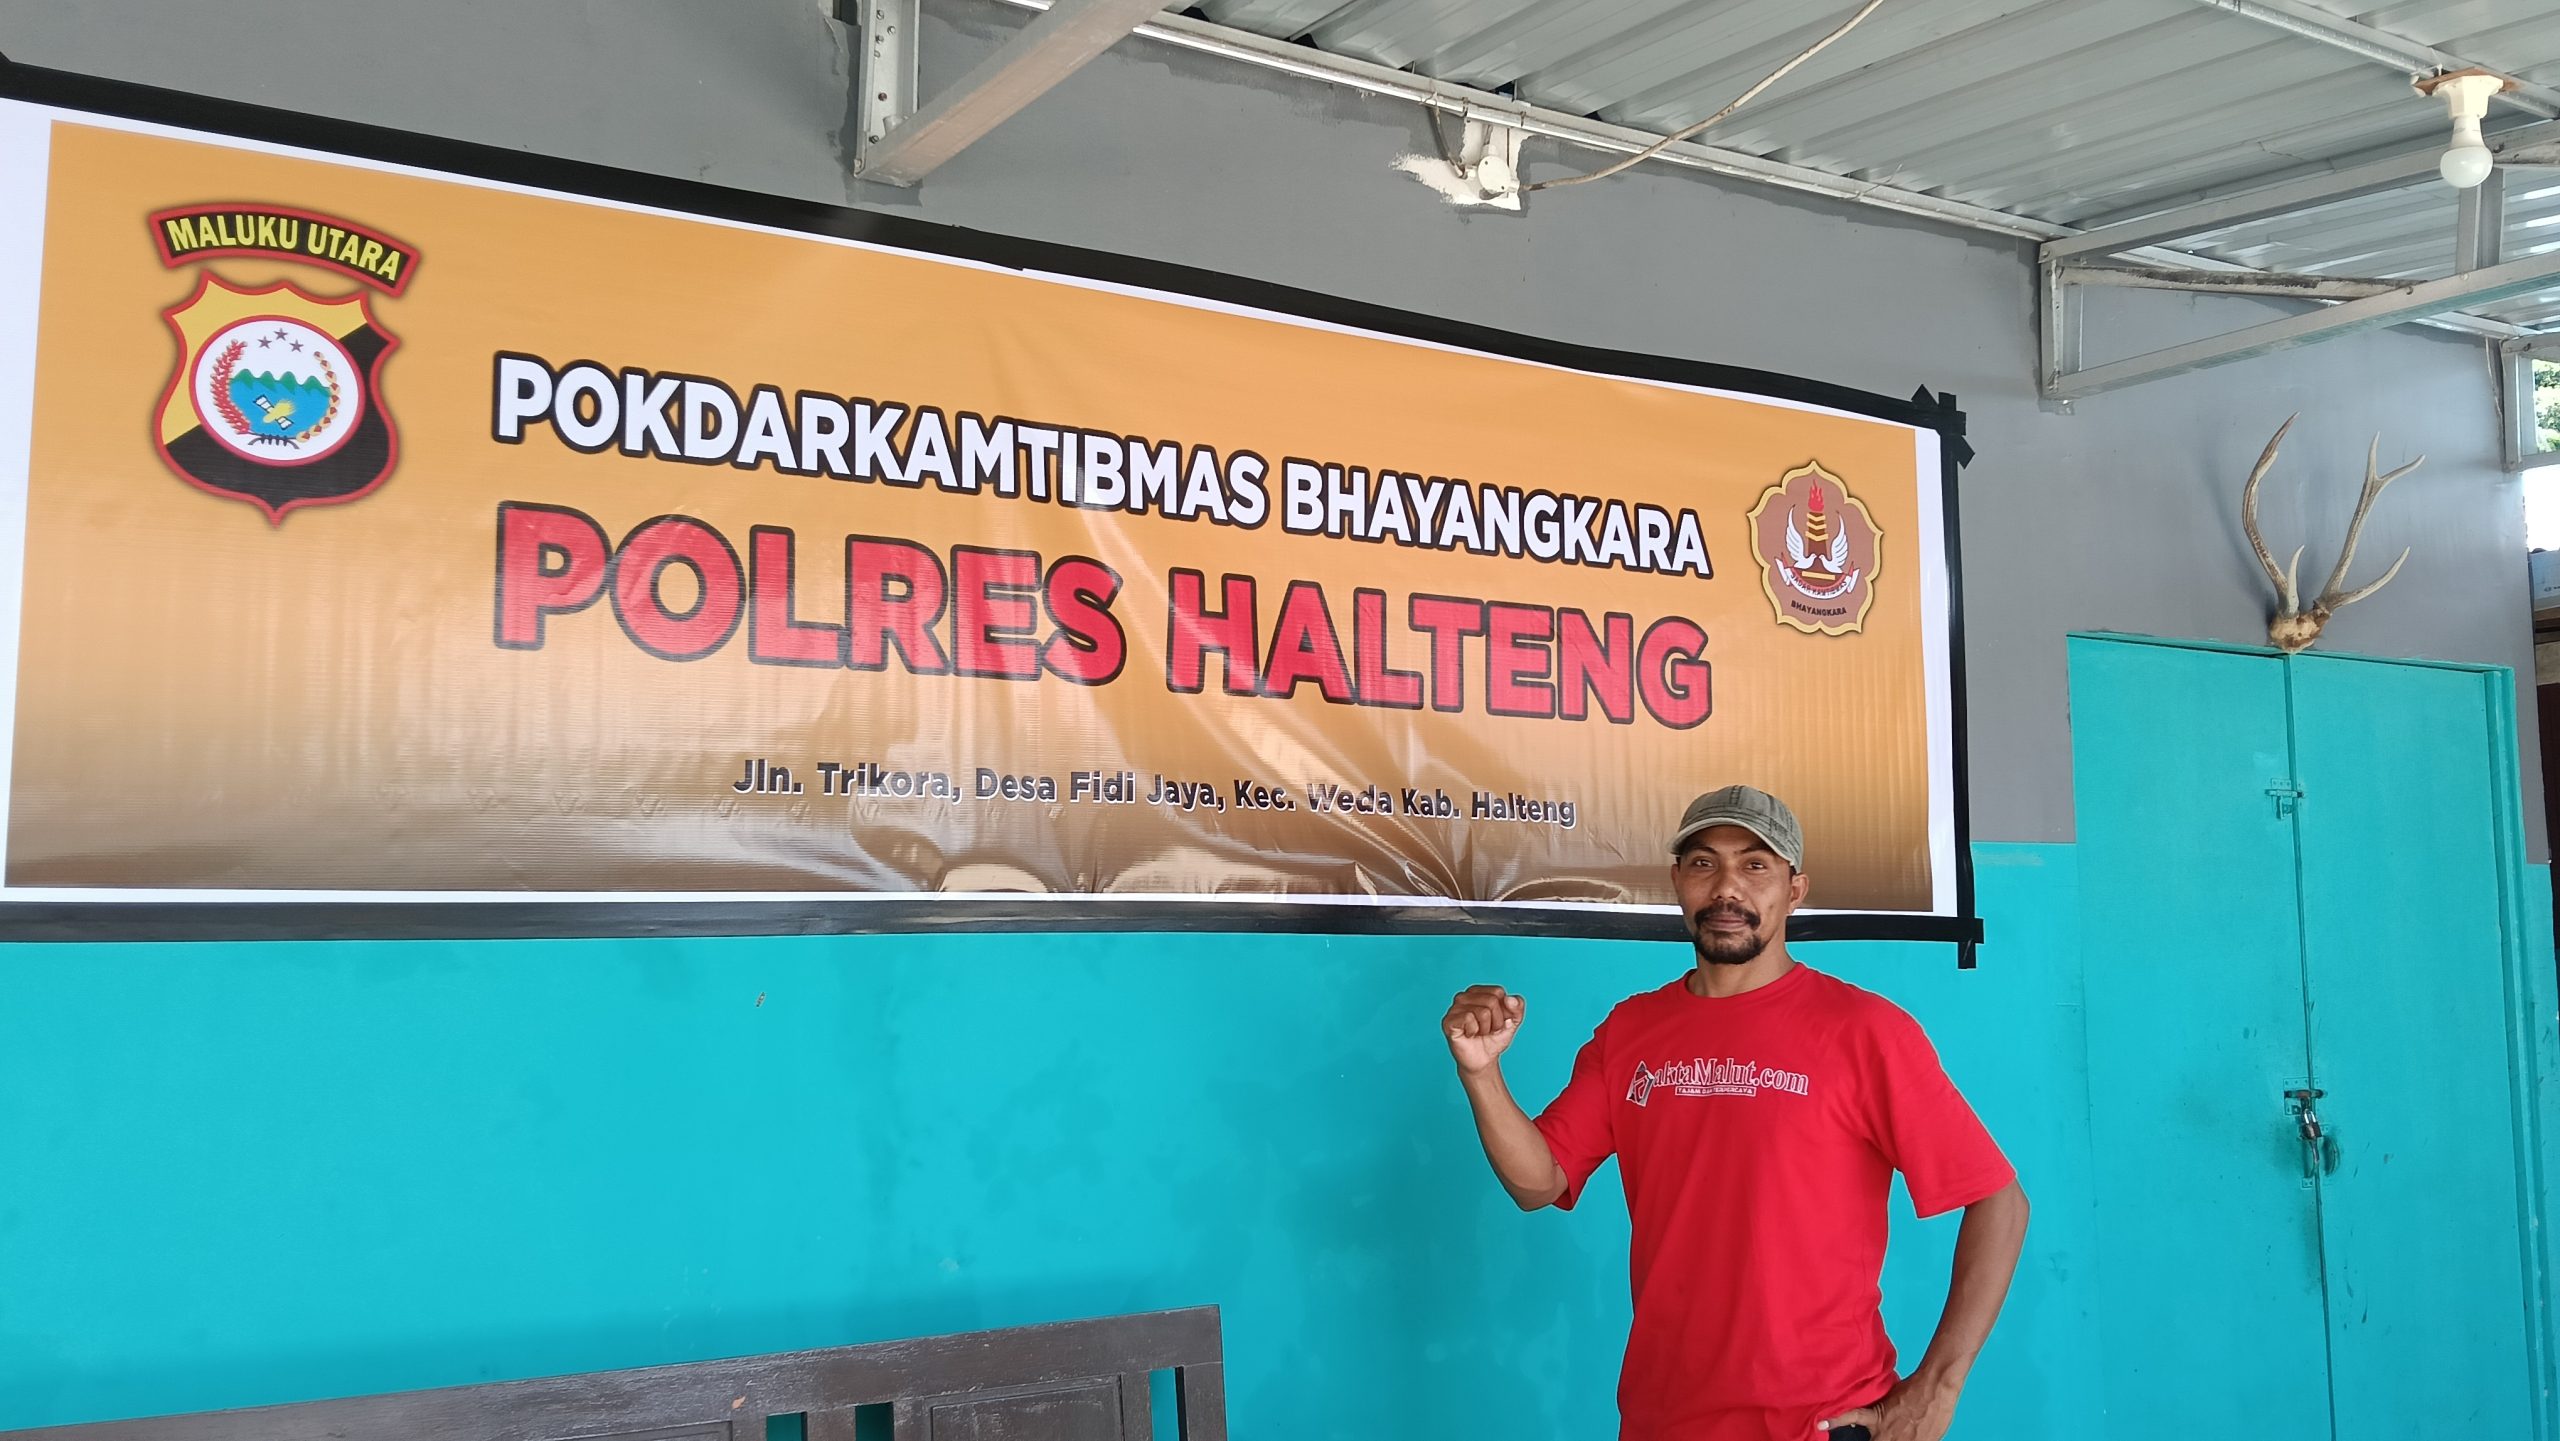 MALUKU UTARA
POKDARKAMTIBMAS BHAYANGKARA
POLRES HALTENG
Jln. Trikora, Desa Fidi Jaya, Kec. Weda Kab. Halteng
BHAYANGKARA
aktaMalut.com